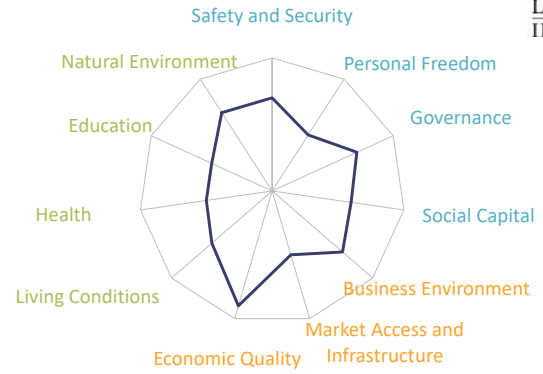 Safety and Security
Natural Environment
Personal Freedom
Education
Governance
Health
Social Capital
Business Environment
Living Conditions
Market Access and
Infrastructure
Economic Quality